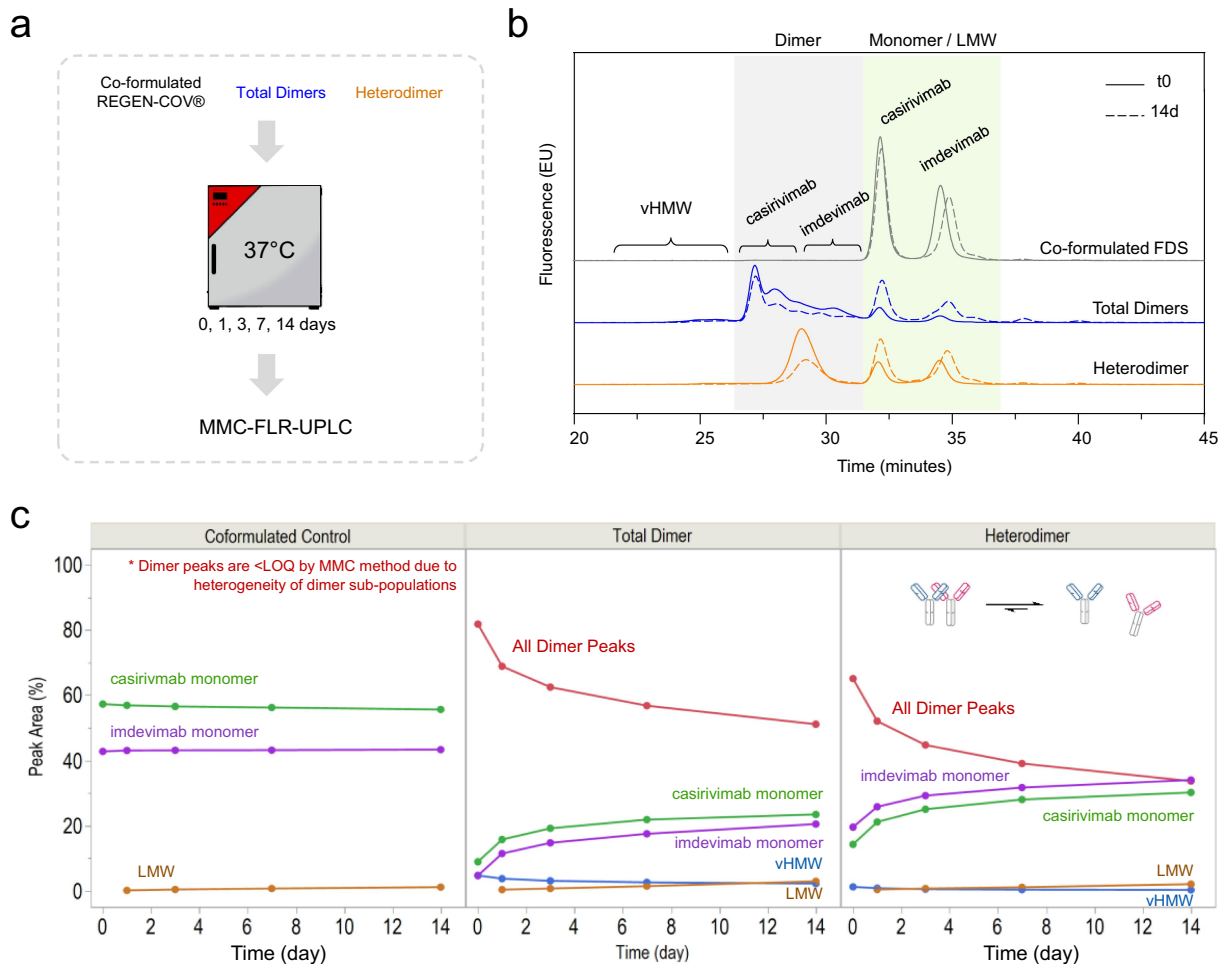 a
Co-formulated
REGEN-COV®
Total Dimers
Heterodimer
37°C
0, 1, 3, 7, 14 days
MMC-FLR-UPLC
b
Dimer
Monomer / LMW
t0
14d
casirivimab
imdevimab
vHMW
casirivimab
imdevimab
Co-formulated FDS
Total Dimers
Heterodimer
Fluorescence (EU)
20 25 30 35 40 45
Time (minutes)
c
Coformulated Control
Total Dimer
Heterodimer
* Dimer peaks are <LOQ by MMC method due to
heterogeneity of dimer sub-populations
Peak Area (%)
100
80
60
40
20
0
casirivmab monomer
imdevimab monomer
LMW
All Dimer Peaks
casirivimab monomer
imdevimab monomer
vHMW
LMW
All Dimer Peaks
imdevimab monomer
casirivimab monomer
LMW
vHMW
0 2 4 6 8 10 12 14
0 2 4 6 8 10 12 14
0 2 4 6 8 10 12 14
Time (day)
Time (day)
Time (day)